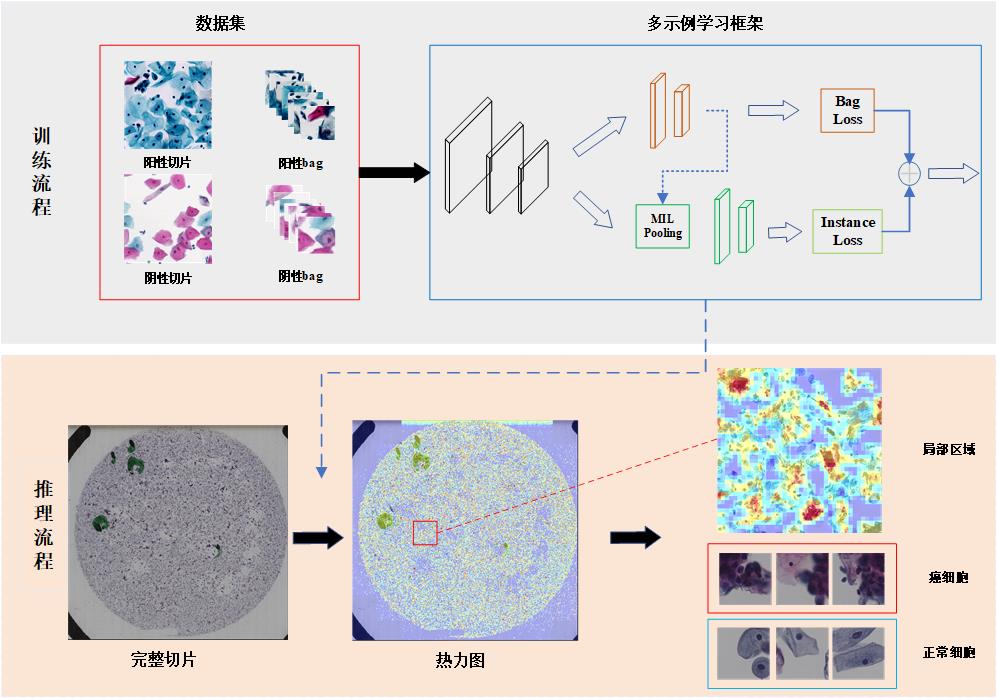 数据集
多示例学习框架
训练流程
阳性切片
阳性bag
阴性切片
阴性bag
Bag
Loss
MIL
Pooling
Instance
Loss
推理流程
完整切片
热力图
局部区域
癌细胞
正常细胞